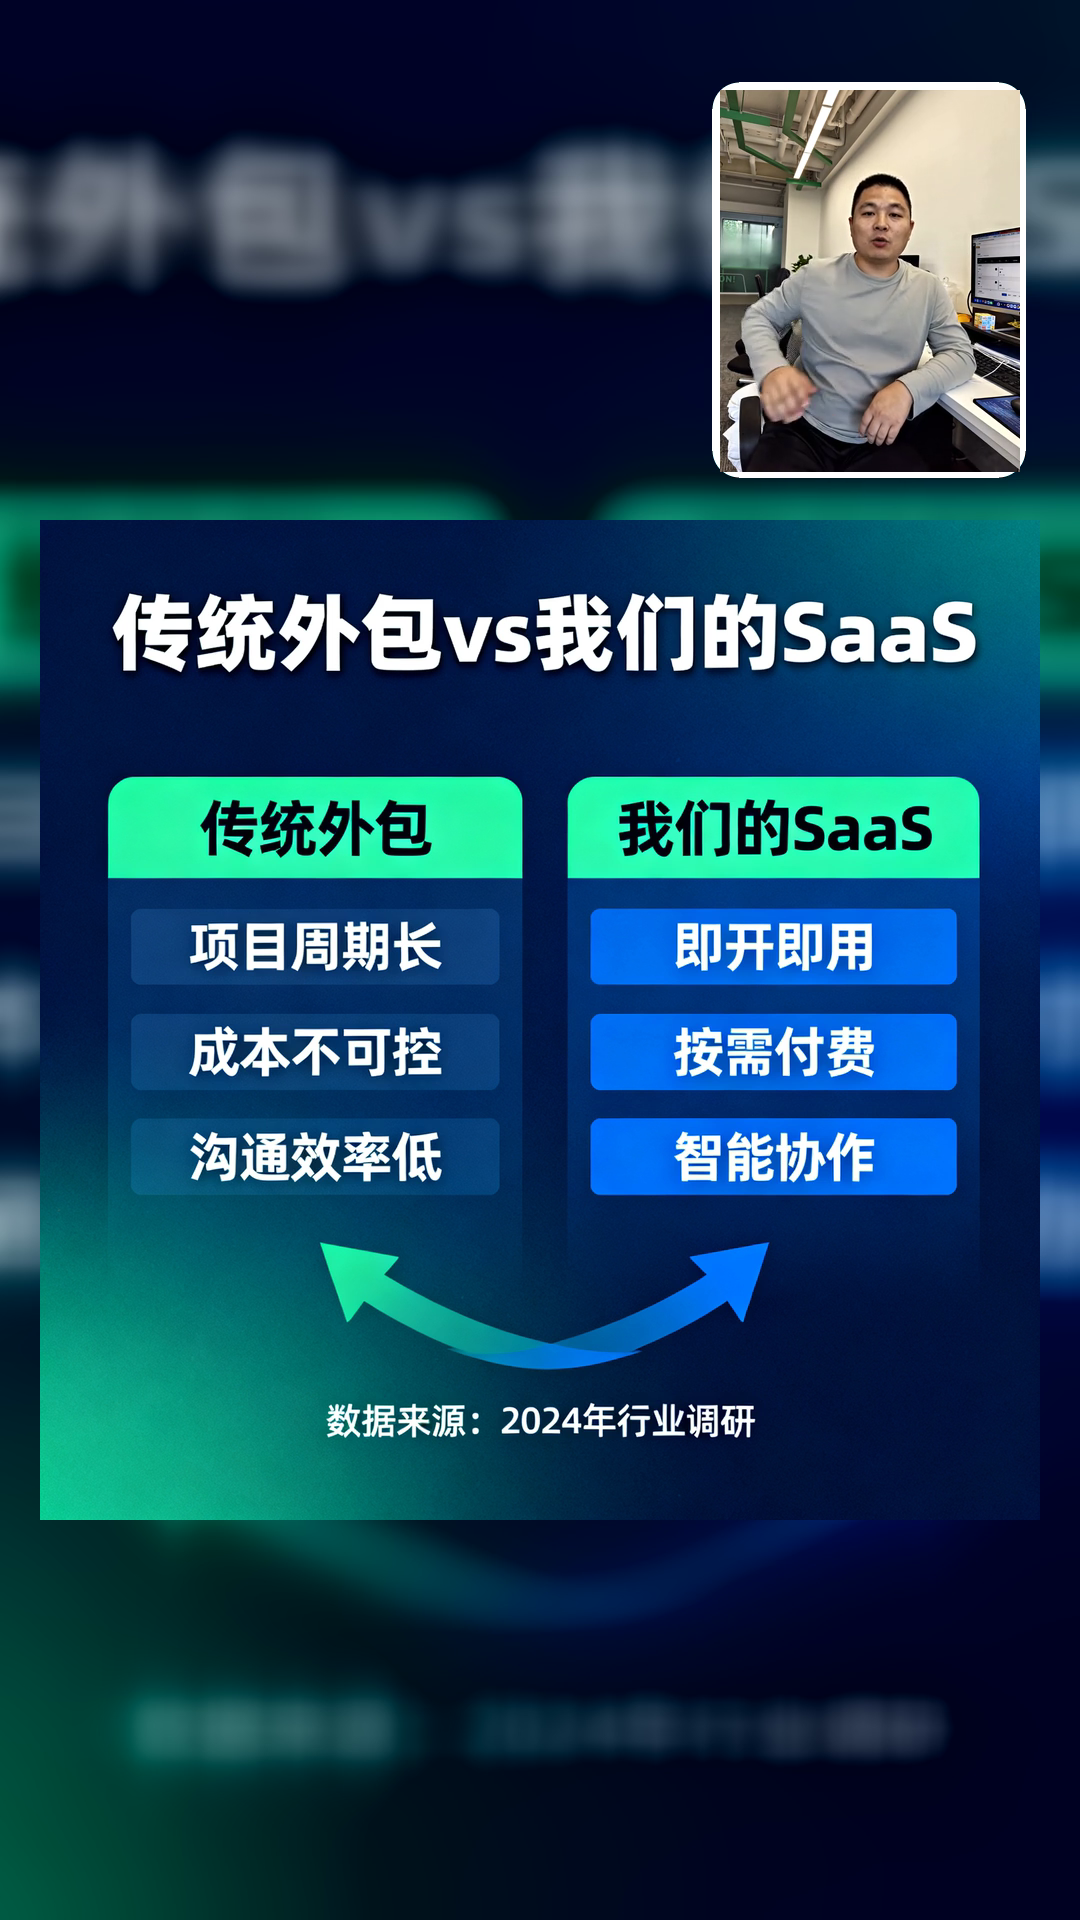 传统外包vs我们的SaaS
传统外包
项目周期长
成本不可控
沟通效率低
我们的SaaS
即开即用
按需付费
智能协作
数据来源：2024年行业调研